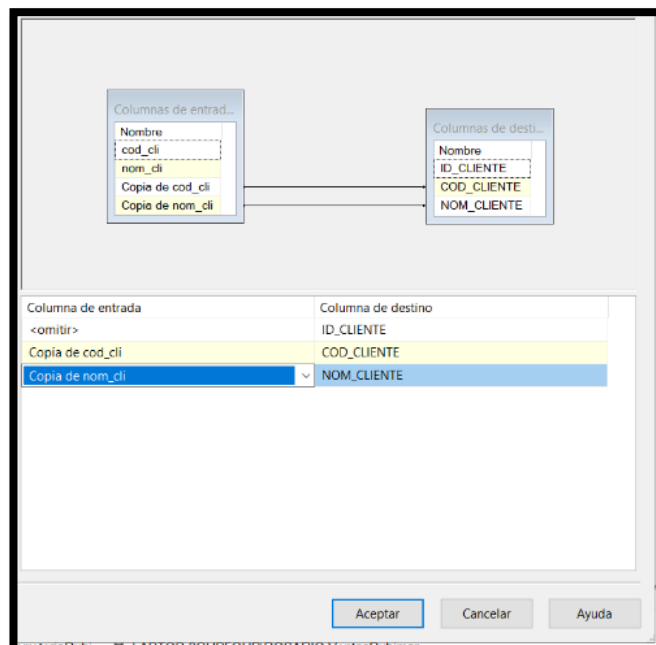 Columnas de entrad...
Nombre
cod_cli
nom_cli
Copia de cod_cli
Copia de nom_cli
Columnas de desti...
Nombre
ID_CLIENTE
COD_CLIENTE
NOM_CLIENTE
Columna de entrada Columna de destino
<omitir> ID_CLIENTE
Copia de cod_cli COD_CLIENTE
Copia de nom_cli NOM_CLIENTE
Aceptar Cancelar Ayuda